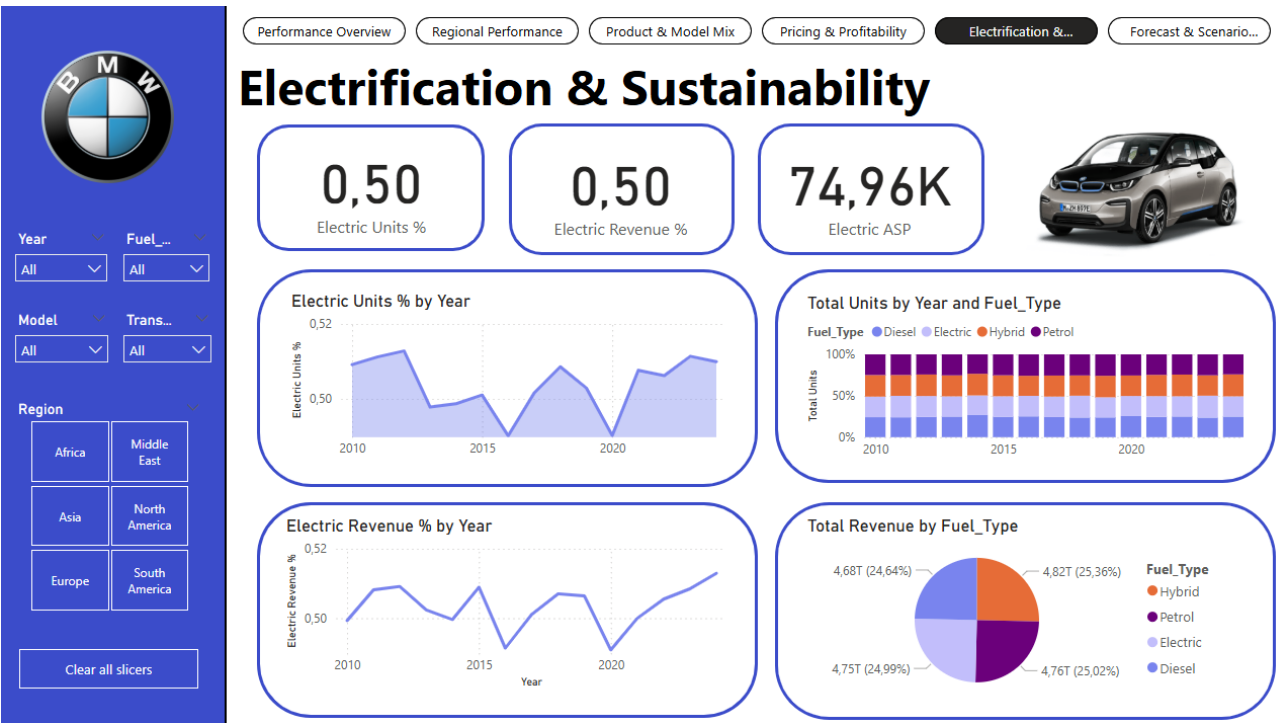 BMW
Performance Overview
Regional Performance
Product & Model Mix
Pricing & Profitability
Electrification &...
Forecast & Scenario...
Electrification & Sustainability
0,50
Electric Units %
0,50
Electric Revenue %
74,96K
Electric ASP
Year
All
Fuel_...
All
Model
All
Trans...
All
Region
Africa
Middle
East
Asia
North
America
Europe
South
America
Clear all slicers
Electric Units % by Year
Electric Units %
0,52
0,50
2010
2015
2020
Total Units by Year and Fuel_Type
Fuel_Type
Diesel
Electric
Hybrid
Petrol
Total Units
100%
50%
0%
2010
2015
2020
Electric Revenue % by Year
Electric Revenue %
0,52
0,50
2010
2015
2020
Year
Total Revenue by Fuel_Type
4,68T (24,64%)
4,82T (25,36%)
4,75T (24,99%)
4,76T (25,02%)
Fuel_Type
Hybrid
Petrol
Electric
Diesel